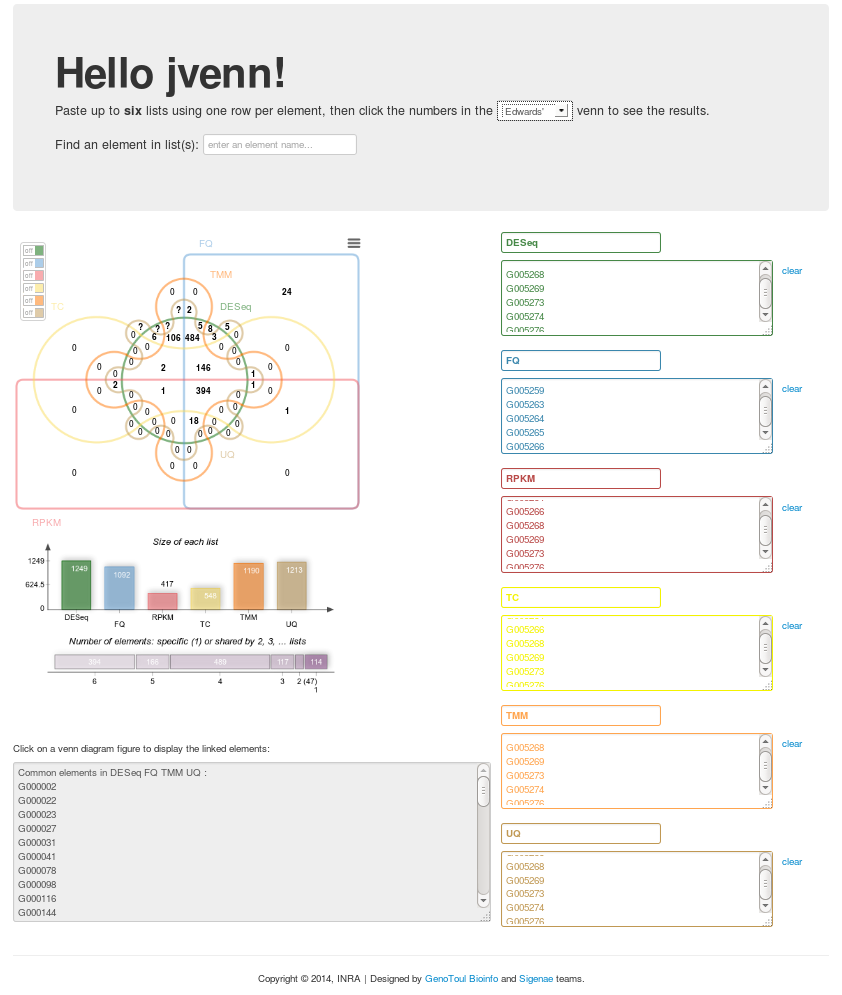 Hello jvenn!
Paste up to six lists using one row per element, then click the numbers in the Edwards' venn to see the results.
Find an element in list(s): enter an element name...
off
off
off
off
off
off
FQ
TMM
TC
DESeq
UQ
RPKM
0 0 24
? 2
? ? ? 5 8 5
0 6 106 484 3 0
0 0 0 0 0 0
0 0
0 2 146 0
0 0 1 0
2 1
0 1 394 0
0 0 0 0 1
0 0 0 0
0 0 0 18 0 0
0 0 0 0
0 0
0 0 0 0
Size of each list
1249
624.5
0
1249 1092 417 548 1190 1213
DESeq FQ RPKM TC TMM UQ
Number of elements: specific (1) or shared by 2, 3, ... lists
394 166 489 117 114
6 5 4 3 2 (47)
1
Click on a venn diagram figure to display the linked elements:
Common elements in DESeq FQ TMM UQ :
G000002
G000022
G000023
G000027
G000031
G000041
G000078
G000098
G000116
G000144
DESeq
G005268
G005269
G005273
G005274
G005276
clear
FQ
G005259
G005263
G005264
G005265
G005266
clear
RPKM
G005266
G005268
G005269
G005273
G005276
clear
TC
G005266
G005268
G005269
G005273
G005276
clear
TMM
G005268
G005269
G005273
G005274
G005276
clear
UQ
G005268
G005269
G005273
G005274
G005276
clear
Copyright © 2014, INRA | Designed by GenoToul Bioinfo and Sigenae teams.